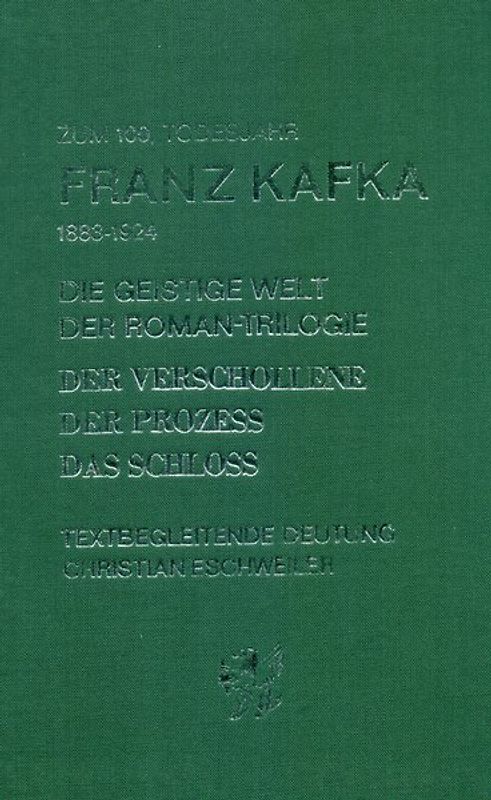 ZUM 100. TODESJAHR
FRANZ KAFKA
1883-1924
DIE GEISTIGE WELT
DER ROMAN-TRILOGIE
DER VERSCHOLLENE
DER PROZESS
DAS SCHLOSS
TEXTBEGLEITENDE DEUTUNG
CHRISTIAN ESCHWEILER